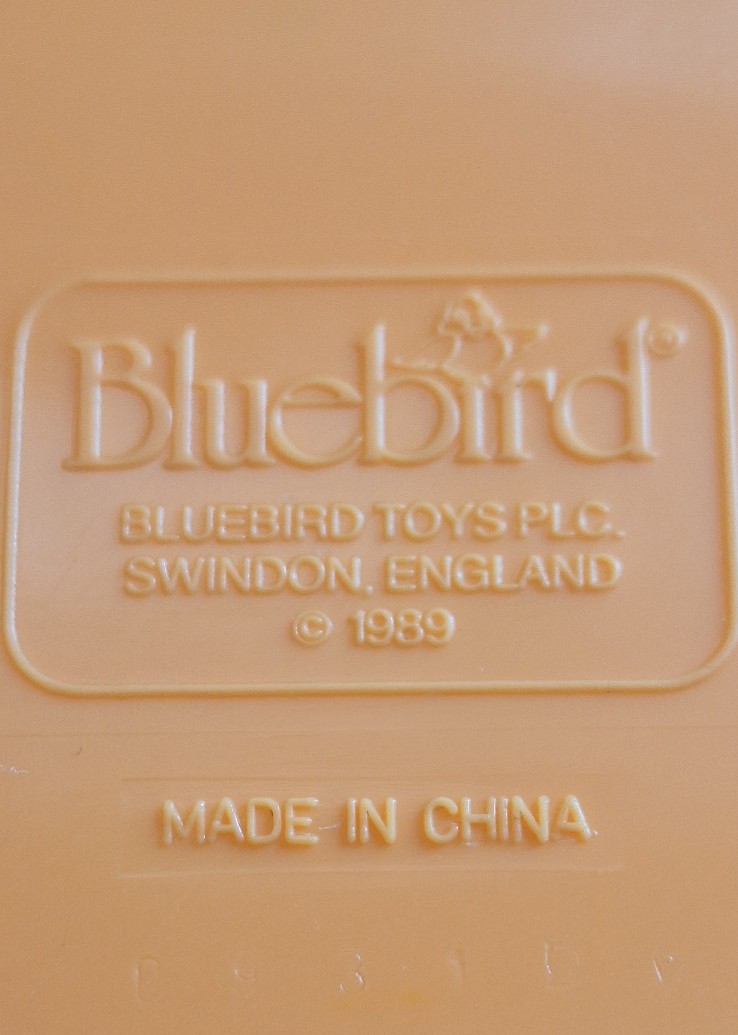 Bluebird®
BLUEBIRD TOYS PLC.
SWINDON, ENGLAND
© 1989
MADE IN CHINA